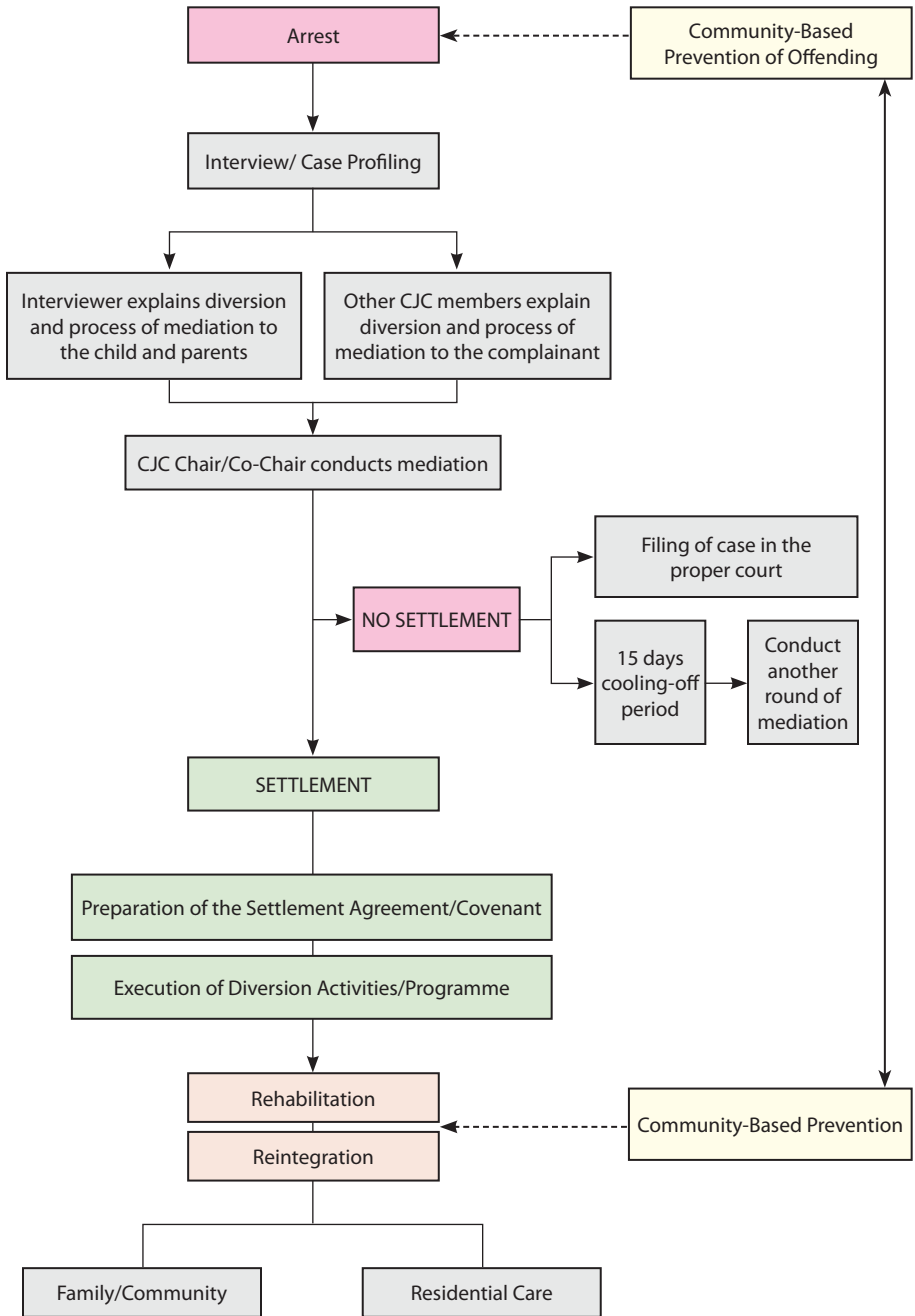 Arrest
Community-Based
Prevention of Offending
Interview/ Case Profiling
Interviewer explains diversion
and process of mediation to
the child and parents
Other CJC members explain
diversion and process of
mediation to the complainant
CJC Chair/Co-Chair conducts mediation
Filing of case in the
proper court
NO SETTLEMENT
15 days
cooling-off
period
Conduct
another
round of
mediation
SETTLEMENT
Preparation of the Settlement Agreement/Covenant
Execution of Diversion Activities/Programme
Rehabilitation
Community-Based Prevention
Reintegration
Family/Community
Residential Care